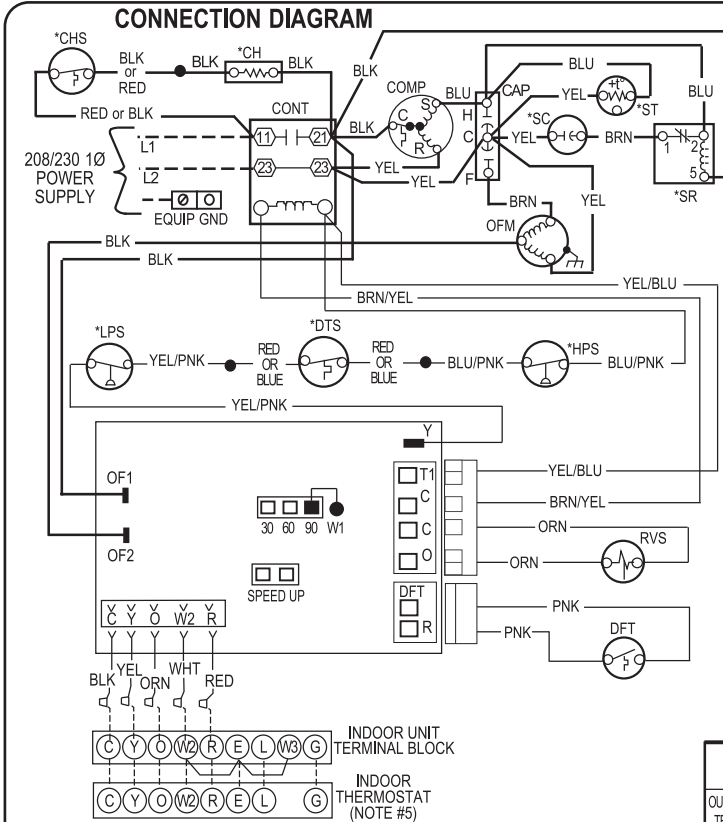 CONNECTION DIAGRAM
*CHS
BLK
or
RED
BLK
*CH
BLK
BLK
RED or BLK
CONT
COMP
S
C
R
BLU
CAP
H
C
F
BLU
YEL
+t°
*ST
BLU
*SC
YEL
BRN
1
2
5
*SR
L1
11
21
BLK
208/230 1Ø
POWER
SUPPLY
L2
23
23
YEL
YEL
EQUIP GND
BRN
OFM
YEL
BLK
BLK
YEL/BLU
BRN/YEL
*LPS
YEL/PNK
RED
OR
BLUE
*DTS
RED
OR
BLUE
BLU/PNK
*HPS
BLU/PNK
YEL/PNK
Y
OF1
OF2
30 60 90 W1
SPEED UP
T1
C
C
O
DFT
R
YEL/BLU
BRN/YEL
ORN
ORN
RVS
PNK
PNK
DFT
C Y O W2 R
BLK YEL ORN WHT RED
C Y O W2 R E L W3 G
INDOOR UNIT
TERMINAL BLOCK
C Y O W2 R E L G
INDOOR
THERMOSTAT
(NOTE #5)